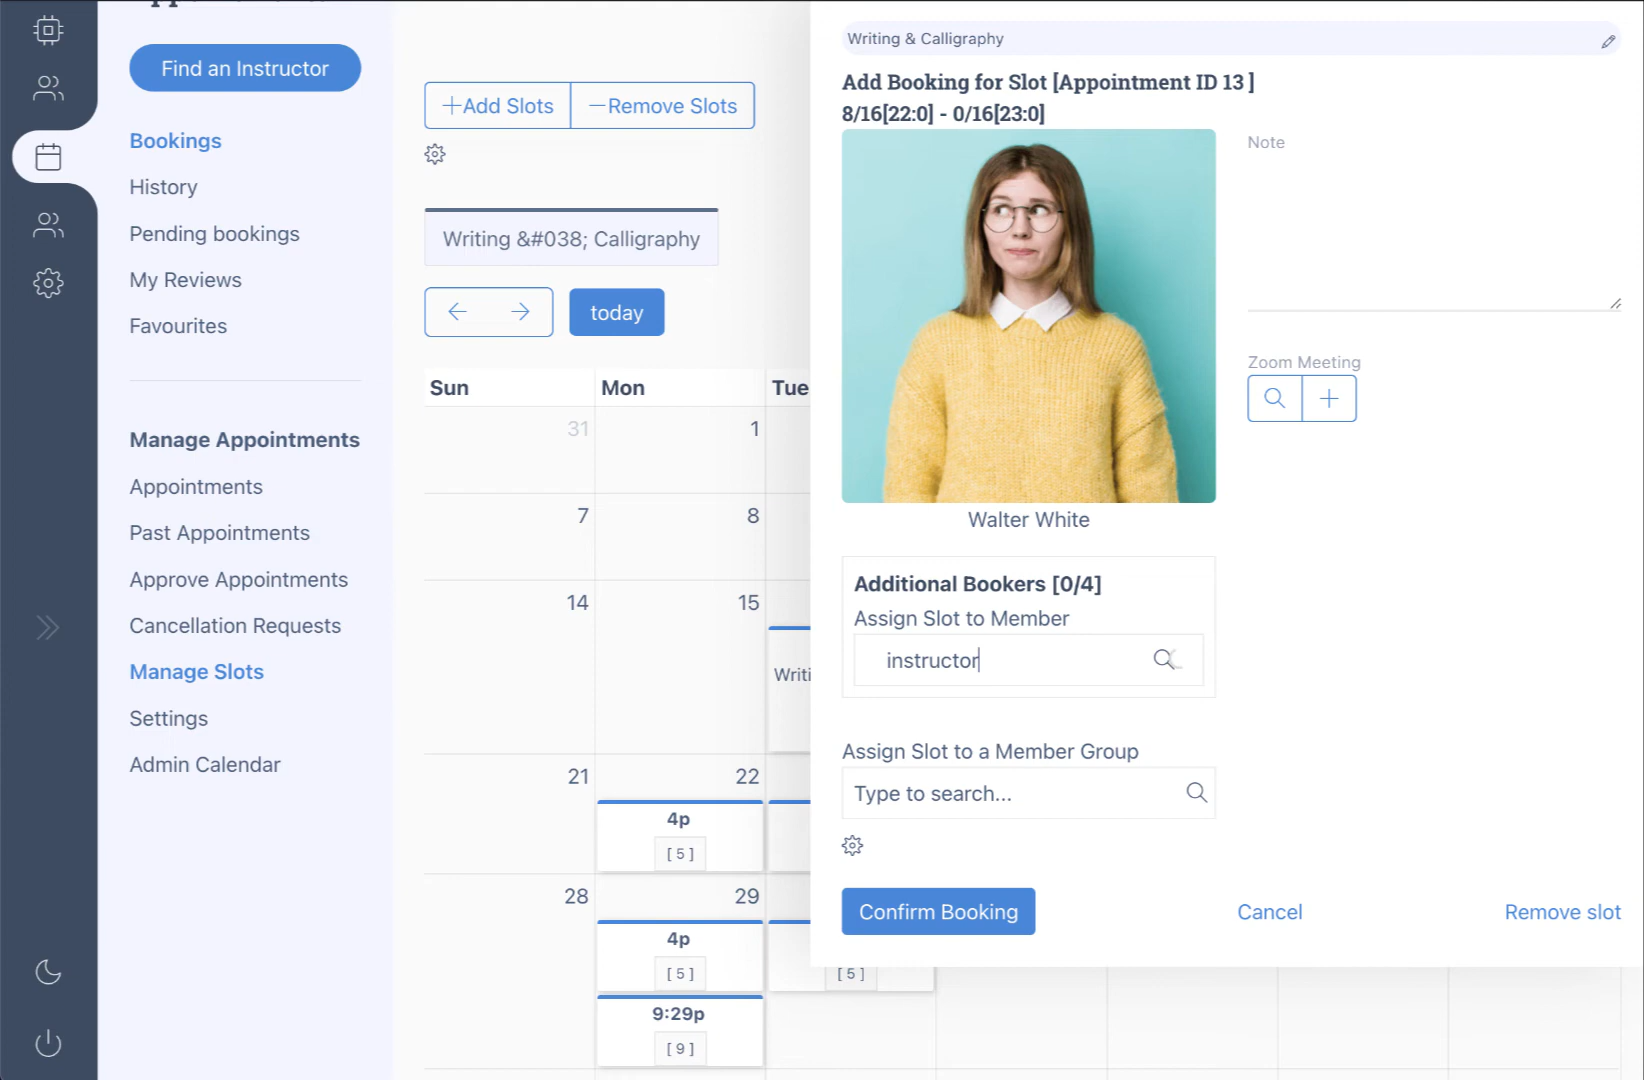 Find an Instructor
Bookings
History
Pending bookings
My Reviews
Favourites
Manage Appointments
Appointments
Past Appointments
Approve Appointments
Cancellation Requests
Manage Slots
Settings
Admin Calendar
+Add Slots
−Remove Slots
Writing &#038; Calligraphy
today
Sun Mon Tue
31 1
7 8
14 15
Writi
21 22
4p
[ 5 ]
28 29
4p
[ 5 ]
[ 5 ]
9:29p
[ 9 ]
Writing & Calligraphy
Add Booking for Slot [Appointment ID 13 ]
8/16[22:0] - 0/16[23:0]
Note
Zoom Meeting
Walter White
Additional Bookers [0/4]
Assign Slot to Member
instructor
Assign Slot to a Member Group
Type to search...
Confirm Booking
Cancel
Remove slot